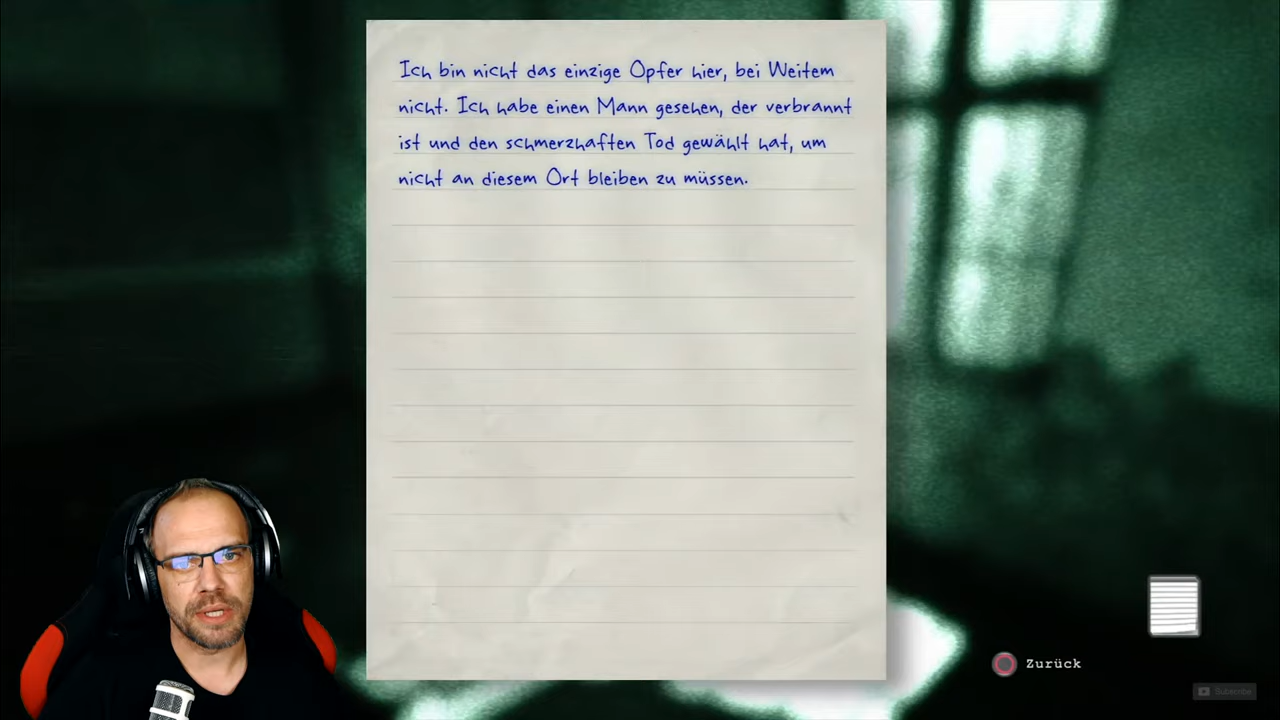 Ich bin nicht das einzige Opfer hier, bei Weitem
nicht. Ich habe einen Mann gesehen, der verbrannt
ist und den schmerzhaften Tod gewählt hat, um
nicht an diesem Ort bleiben zu müssen.
Zurück
Subscribe